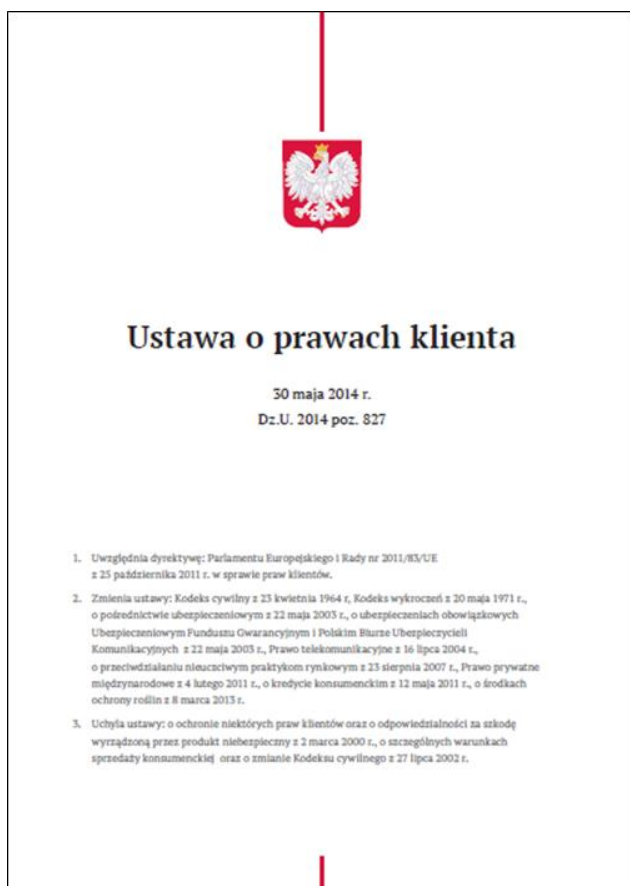 Ustawa o prawach klienta
30 maja 2014 r.
Dz.U. 2014 poz. 827
1. Uwzględnia dyrektywę: Parlamentu Europejskiego i Rady nr 2011/83/UE
z 25 października 2011 r. w sprawie praw klientów.
2. Zmienia ustawy: Kodeks cywilny z 23 kwietnia 1964 r, Kodeks wykroczeń z 20 maja 1971 r.,
o pośrednictwie ubezpieczeniowym z 22 maja 2003 r., o ubezpieczeniach obowiązkowych
Ubezpieczeniowym Funduszu Gwarancyjnym i Polskim Biurze Ubezpieczycieli
Komunikacyjnych z 22 maja 2003 r., Prawo telekomunikacyjne z 16 lipca 2004 r.,
o przeciwdziałaniu nieuczciwym praktykom rynkowym z 23 sierpnia 2007 r., Prawo prywatne
międzynarodowe z 4 lutego 2011 r., o kredycie konsumenckim z 12 maja 2011 r., o środkach
ochrony roślin z 8 marca 2013 r.
3. Uchyla ustawy: o ochronie niektórych praw klientów oraz o odpowiedzialności za szkodę
wyrządzoną przez produkt niebezpieczny z 2 marca 2000 r., o szczególnych warunkach
sprzedaży konsumenckiej oraz o zmianie Kodeksu cywilnego z 27 lipca 2002 r.